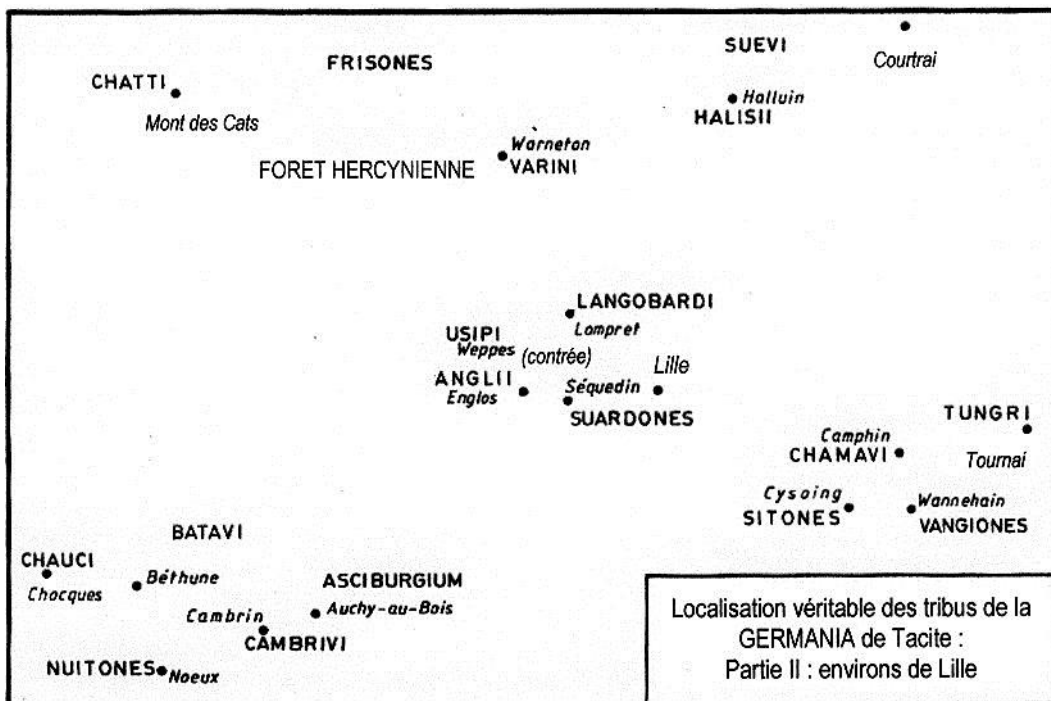 SUEVI
Courtrai
FRISONES
CHATTI
Mont des Cats
Halluin
HALISII
Warneton
FORET HERCYNIENNE
VARINI
LANGOBARDI
Lompret
USIPI
Weppes
(contrée)
Lille
ANGLII
Englos
Séquedin
SUARDONES
TUNGRI
Tournai
Camphin
CHAMAVI
Cysoing
SITONES
Wannehain
VANGIONES
BATAVI
CHAUCI
Chocques
Béthune
ASCIBURGIUM
Auchy-au-Bois
Cambrin
CAMBRIVI
NUITONES
Noeux
Localisation véritable des tribus de la
GERMANIA de Tacite :
Partie II : environs de Lille